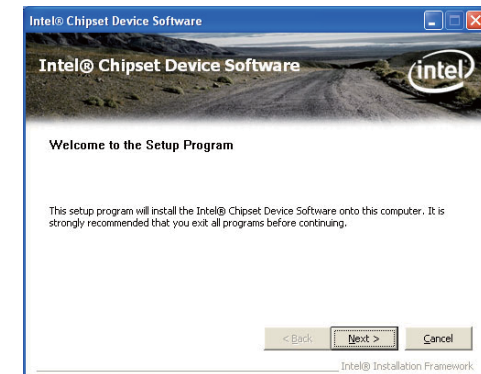 Intel® Chipset Device Software
Intel® Chipset Device Software
intel
Welcome to the Setup Program
This setup program will install the Intel® Chipset Device Software onto this computer. It is
strongly recommended that you exit all programs before continuing.
< Back Next > Cancel
Intel® Installation Framework